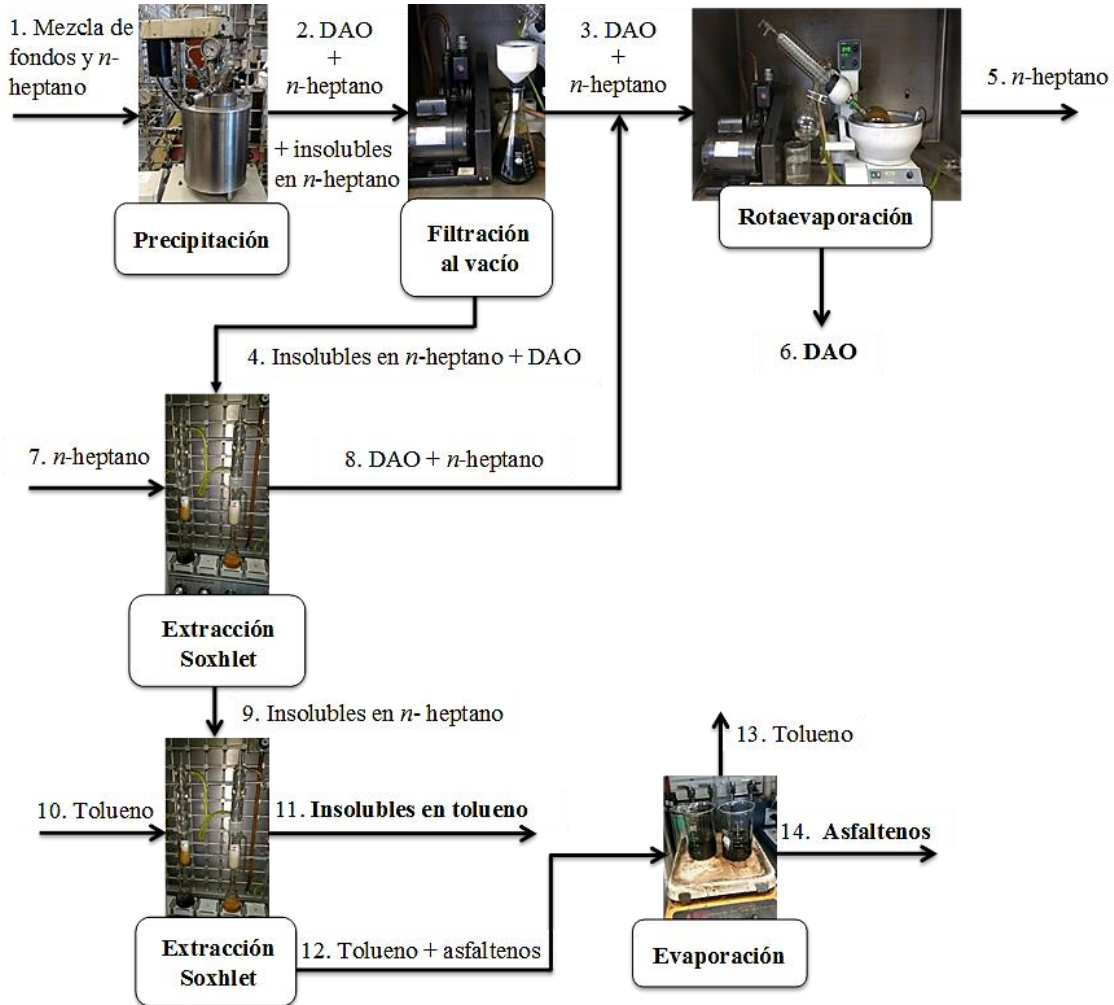 1. Mezcla de
fondos y n-
heptano
2. DAO
+
n-heptano
+ insolubles
en n-heptano
3. DAO
+
n-heptano
5. n-heptano
Precipitación
Filtración
al vacío
Rotaevaporación
4. Insolubles en n-heptano + DAO
6. DAO
7. n-heptano
8. DAO + n-heptano
Extracción
Soxhlet
9. Insolubles en n- heptano
13. Tolueno
10. Tolueno
11. Insolubles en tolueno
14. Asfaltenos
12. Tolueno + asfaltenos
Extracción
Soxhlet
Evaporación